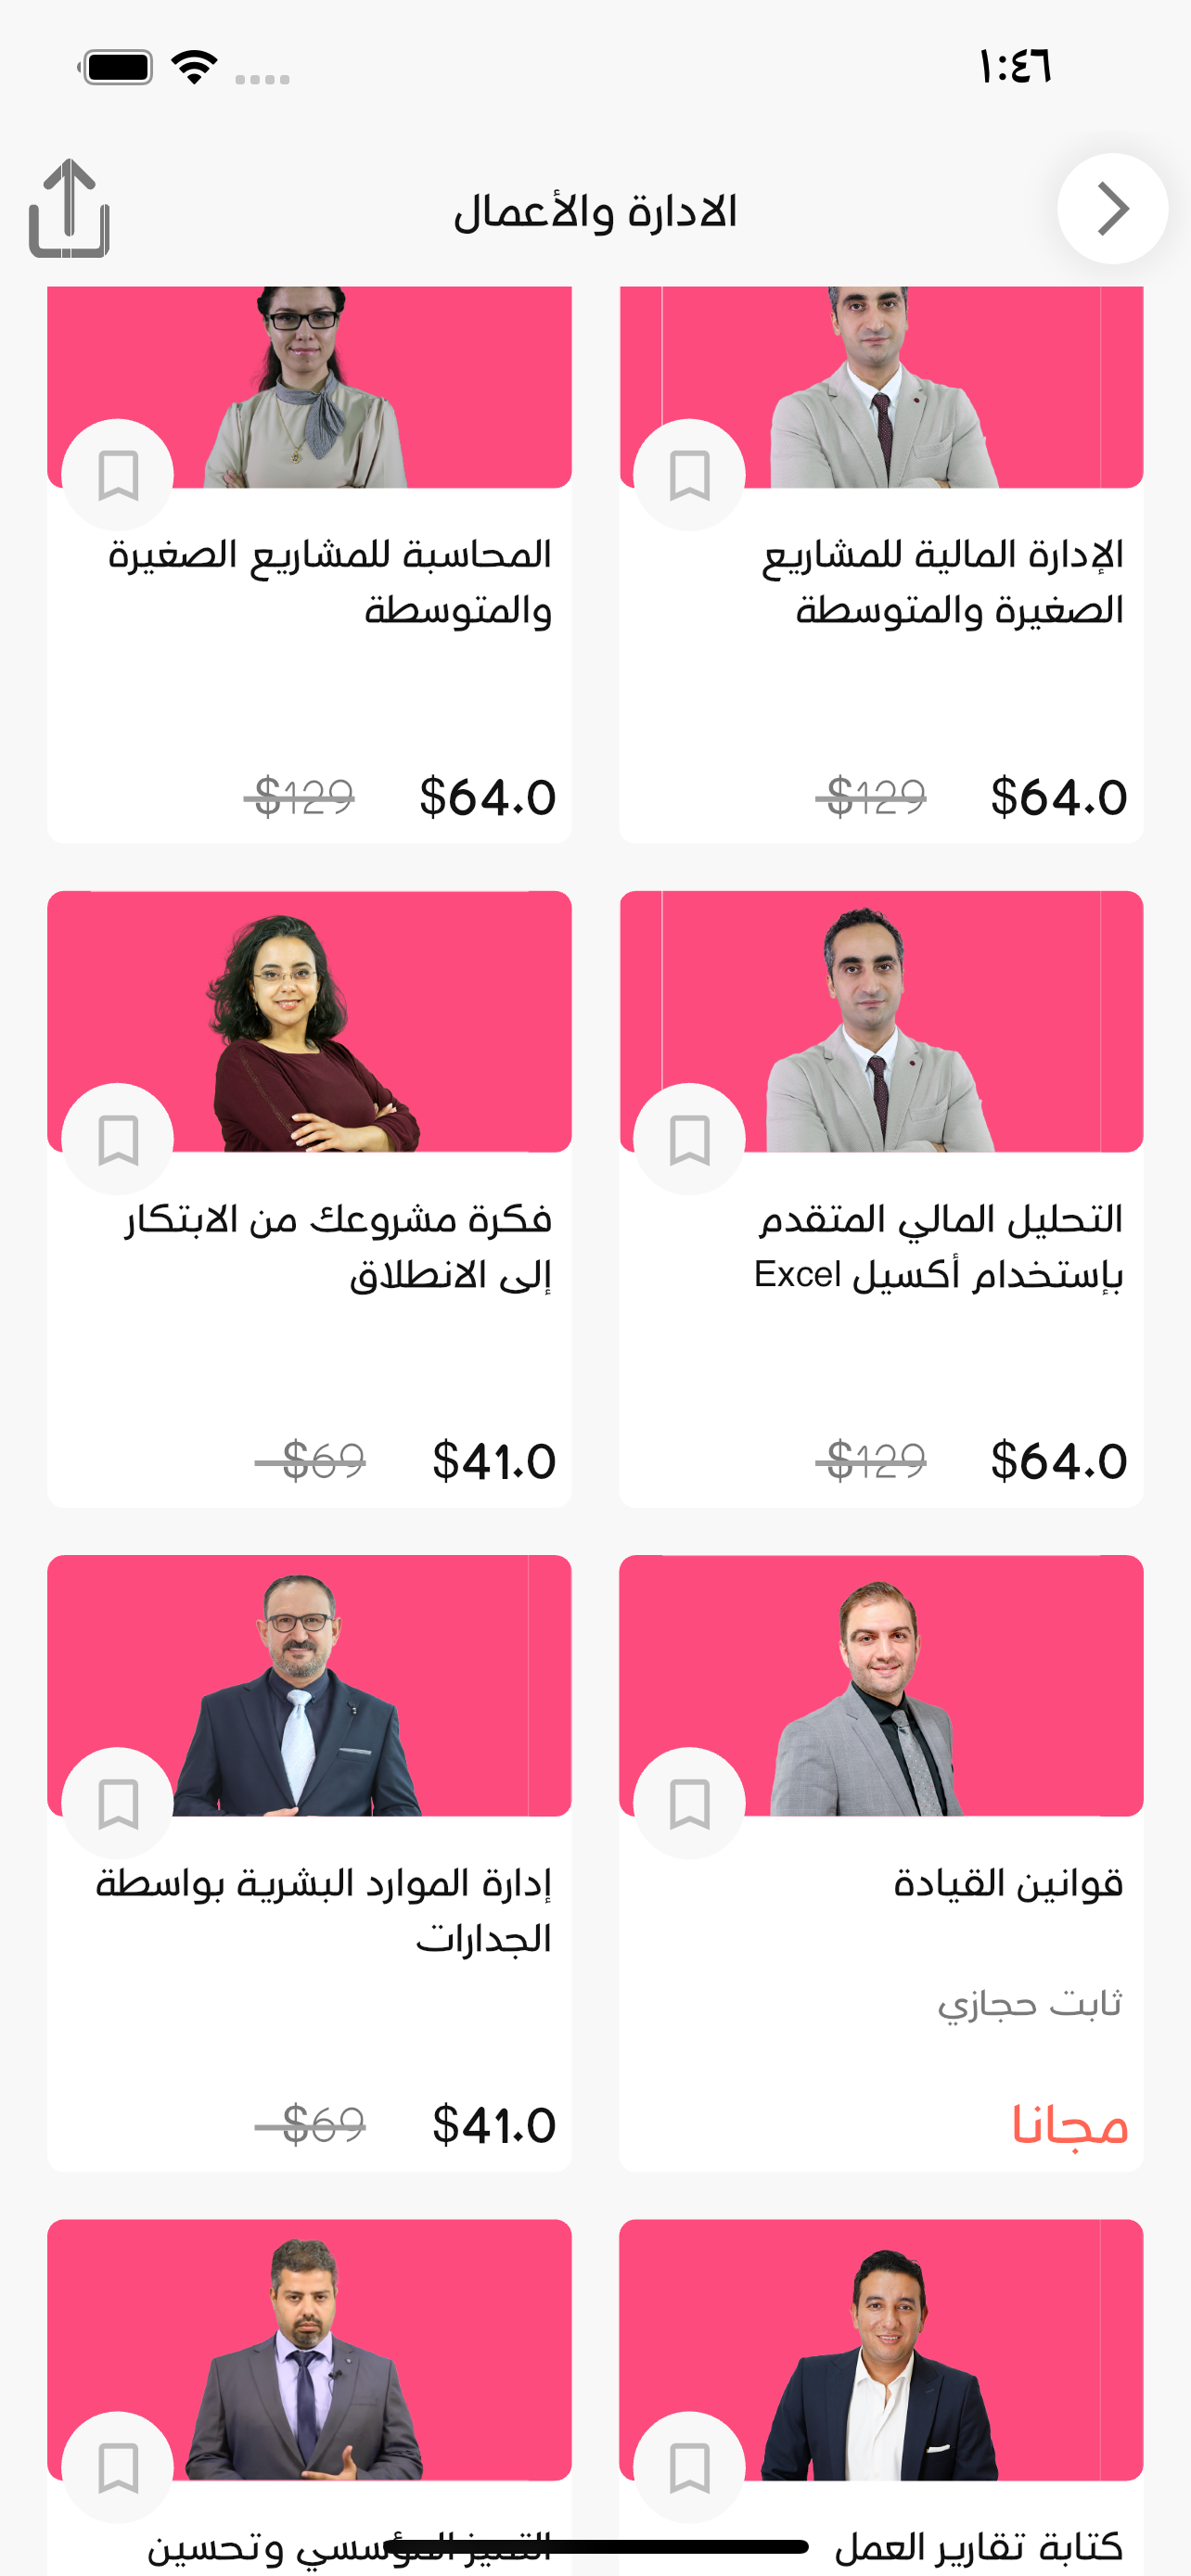 ١:٤٦
الادارة والأعمال
الإدارة المالية للمشاريع
الصغيرة والمتوسطة
$64.0
$129
المحاسبة للمشاريع الصغيرة
والمتوسطة
$64.0
$129
التحليل المالي المتقدم
بإستخدام أكسيل Excel
$64.0
$129
فكرة مشروعك من الابتكار
إلى الانطلاق
$41.0
$69
قوانين القيادة
ثابت حجازي
مجانا
إدارة الموارد البشرية بواسطة
الجدارات
$41.0
$69
كتابة تقارير العمل
التميز المؤسسي وتحسين